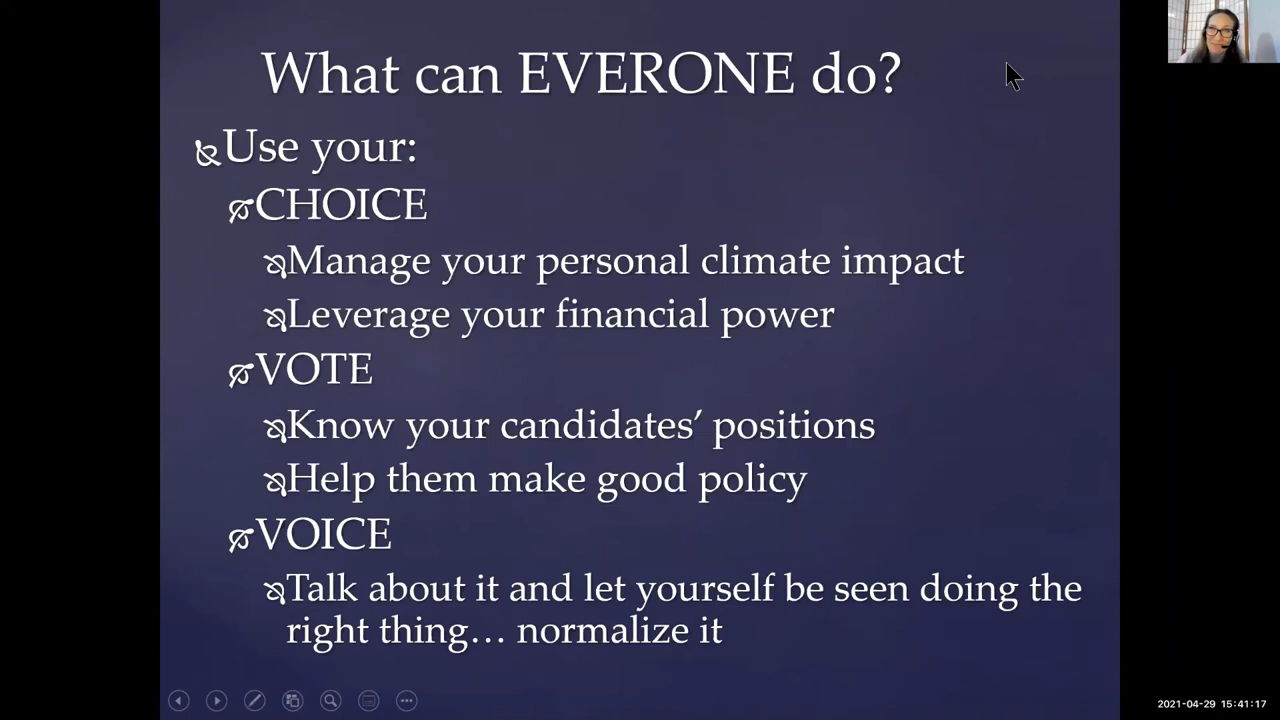 What can EVERONE do?
Use your:
CHOICE
Manage your personal climate impact
Leverage your financial power
VOTE
Know your candidates’ positions
Help them make good policy
VOICE
Talk about it and let yourself be seen doing the
right thing… normalize it
2021-04-29 15:41:17